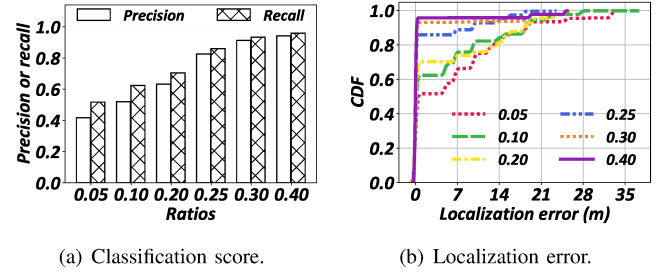 Precision
Recall
Precision or recall
1.0
0.8
0.6
0.4
0.2
0.0
0.05 0.10 0.20 0.25 0.30 0.40
Ratios
(a) Classification score.
CDF
1.0
0.8
0.6
0.4
0.2
0.0
0.05
0.25
0.10
0.30
0.20
0.40
0 7 14 21 28 35
Localization error (m)
(b) Localization error.